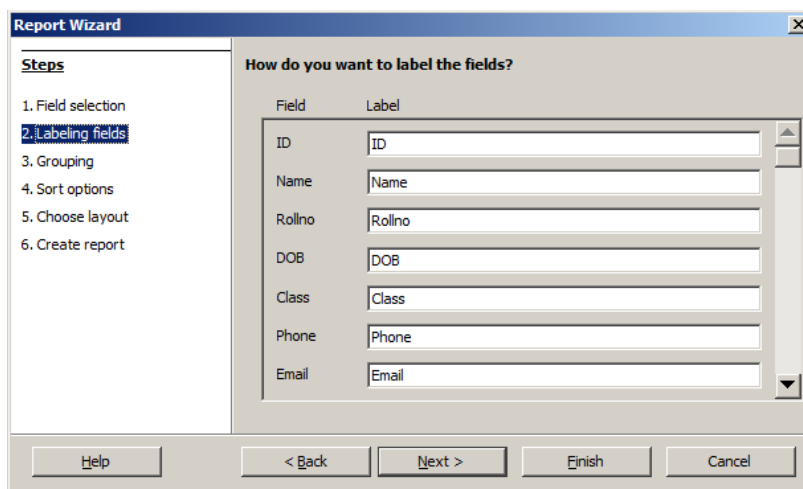 Report Wizard
Steps
1. Field selection
2. Labeling fields
3. Grouping
4. Sort options
5. Choose layout
6. Create report
How do you want to label the fields?
Field Label
ID ID
Name Name
Rollno Rollno
DOB DOB
Class Class
Phone Phone
Email Email
Help < Back Next > Finish Cancel